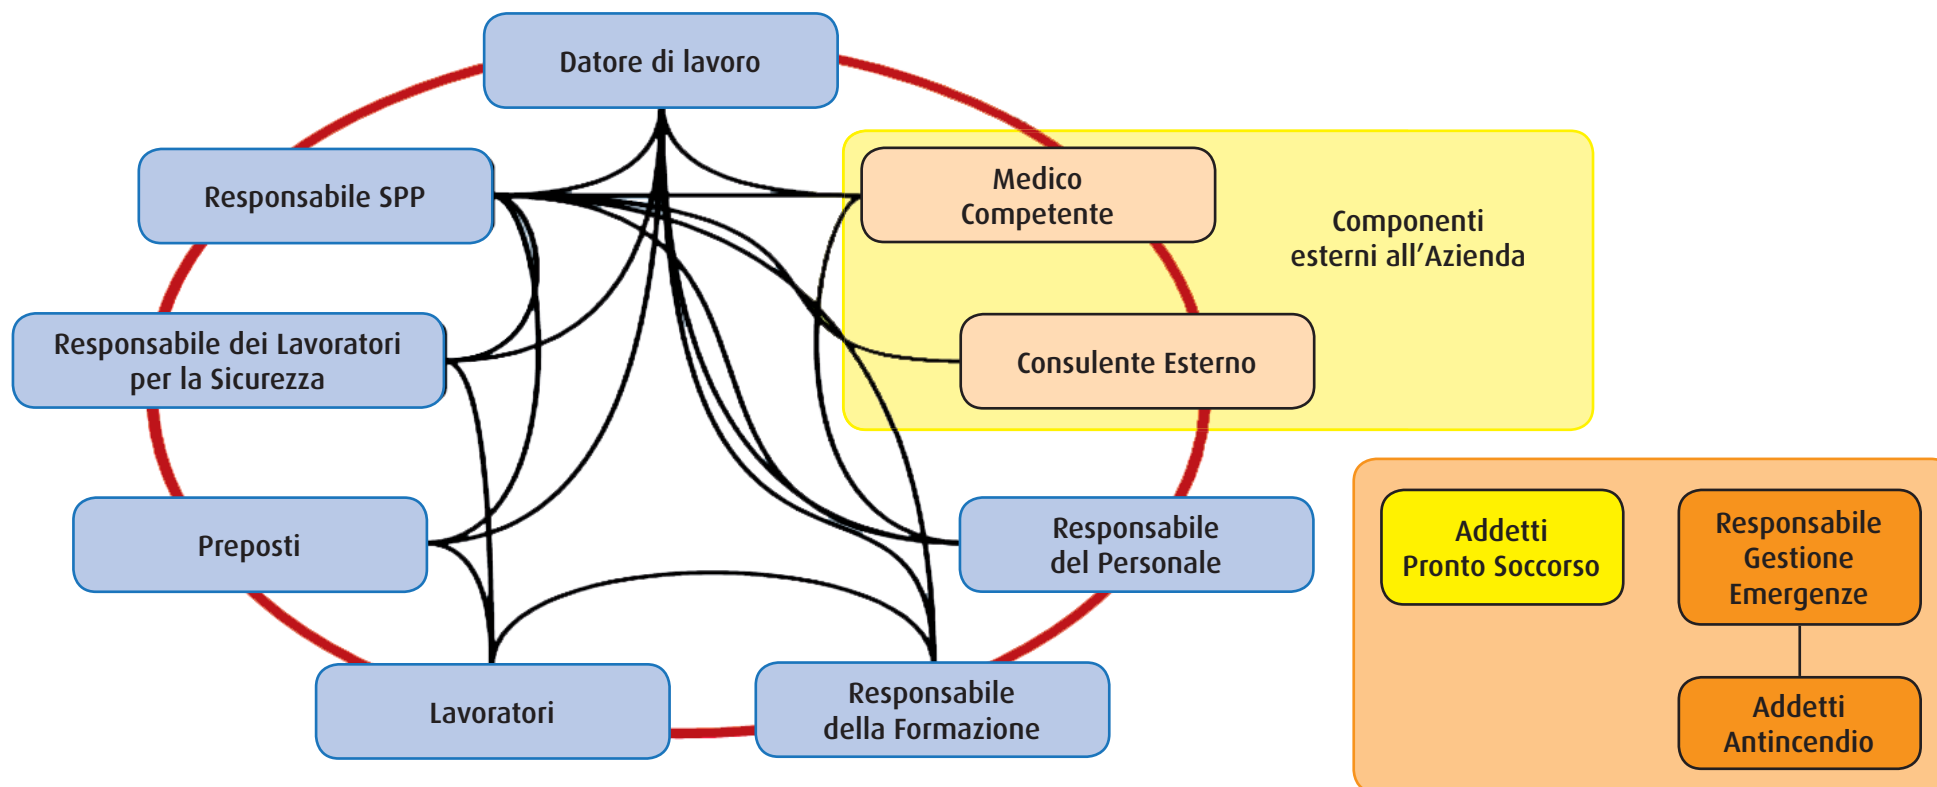 Datore di lavoro
Responsabile SPP
Medico
Competente
Componenti
esterni all'Azienda
Responsabile dei Lavoratori
per la Sicurezza
Consulente Esterno
Preposti
Responsabile
del Personale
Addetti
Pronto Soccorso
Responsabile
Gestione
Emergenze
Lavoratori
Responsabile
della Formazione
Addetti
Antincendio